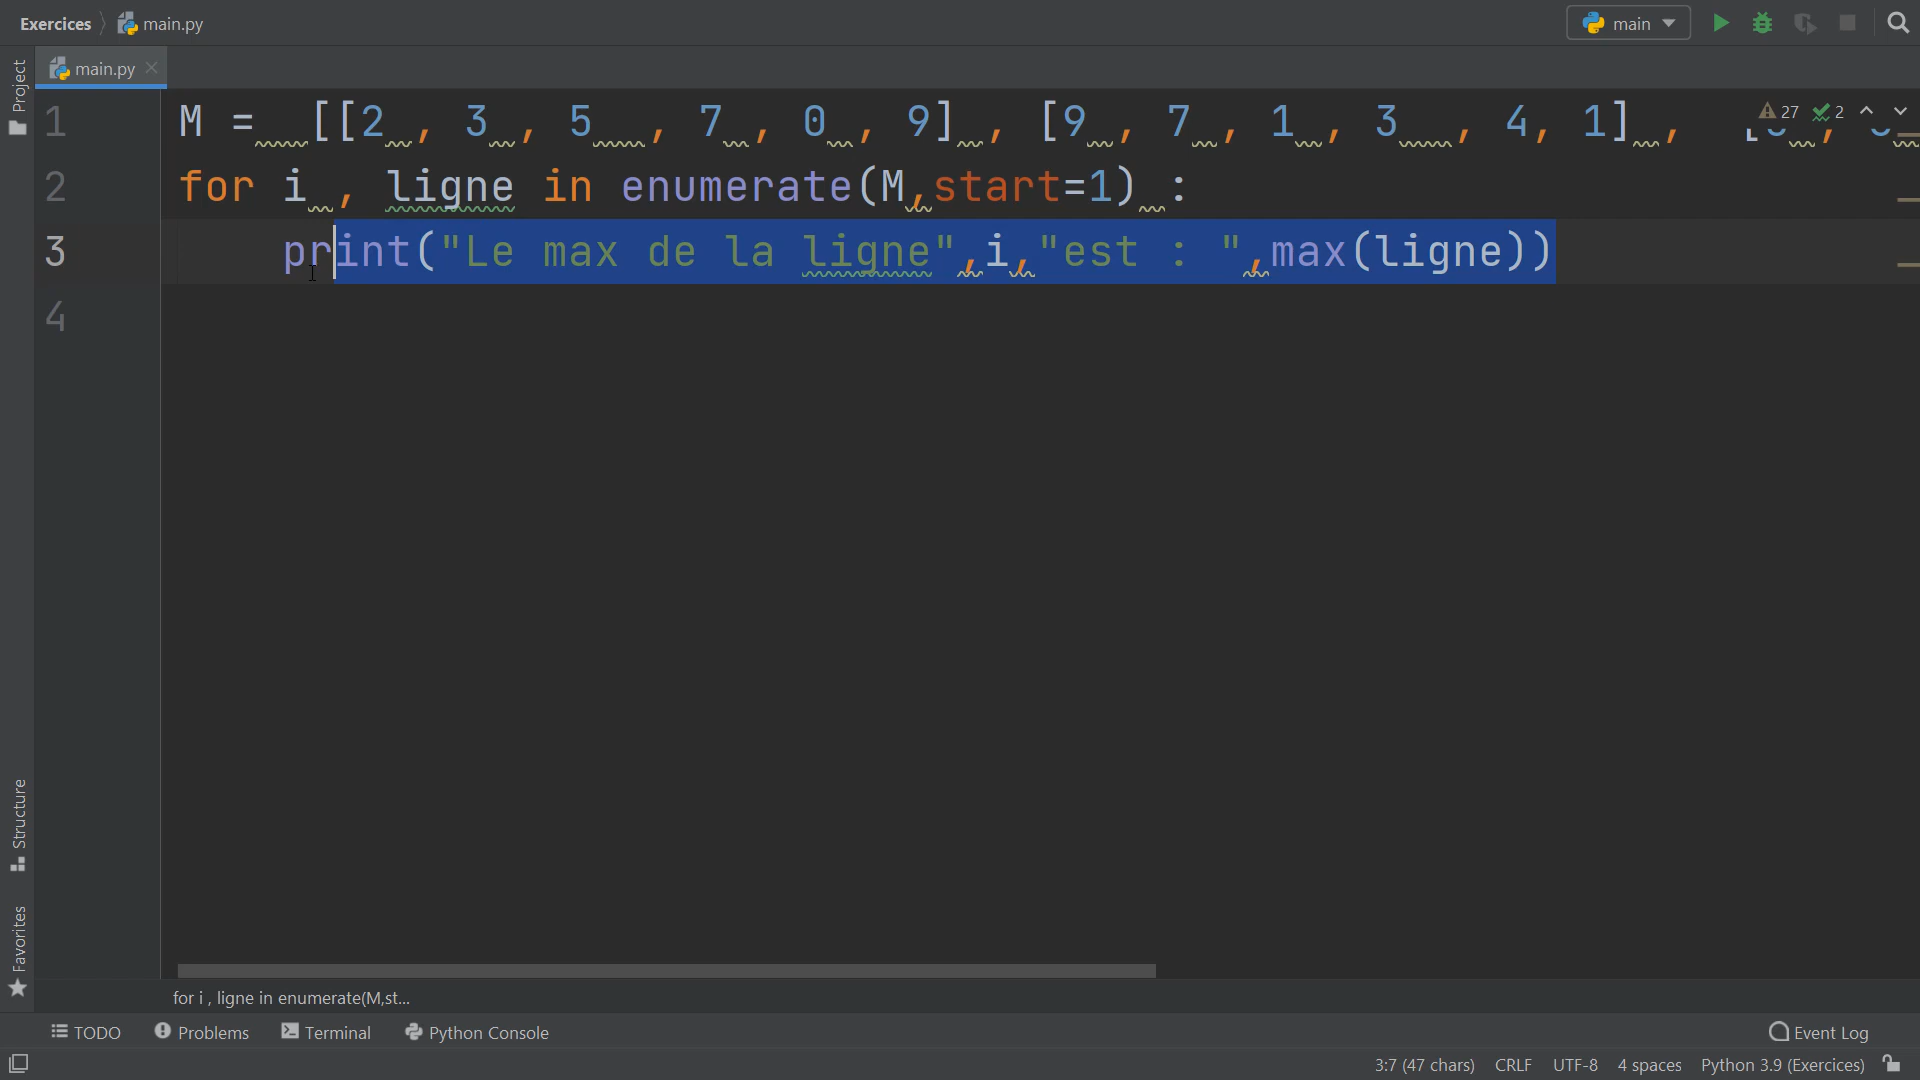 Exercices main.py
main
Project
main.py
27 2
1 M = [[2 , 3 , 5 , 7 , 0 , 9] , [9 , 7 , 1 , 3 , 4, 1] ,
2 for i , ligne in enumerate(M,start=1) :
3 print("Le max de la ligne",i,"est : ",max(ligne))
4
Structure
Favorites
for i , ligne in enumerate(M,st...
TODO Problems Terminal Python Console Event Log
3:7 (47 chars) CRLF UTF-8 4 spaces Python 3.9 (Exercices)